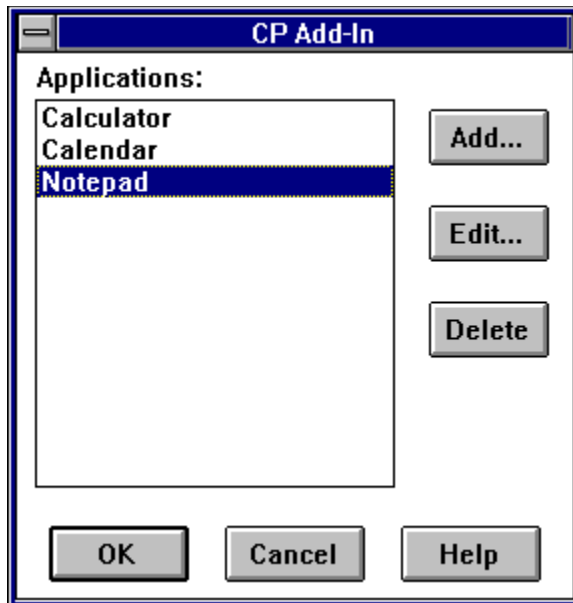 CP Add-In
Applications:
Calculator
Calendar
Notepad
Add...
Edit...
Delete
OK
Cancel
Help